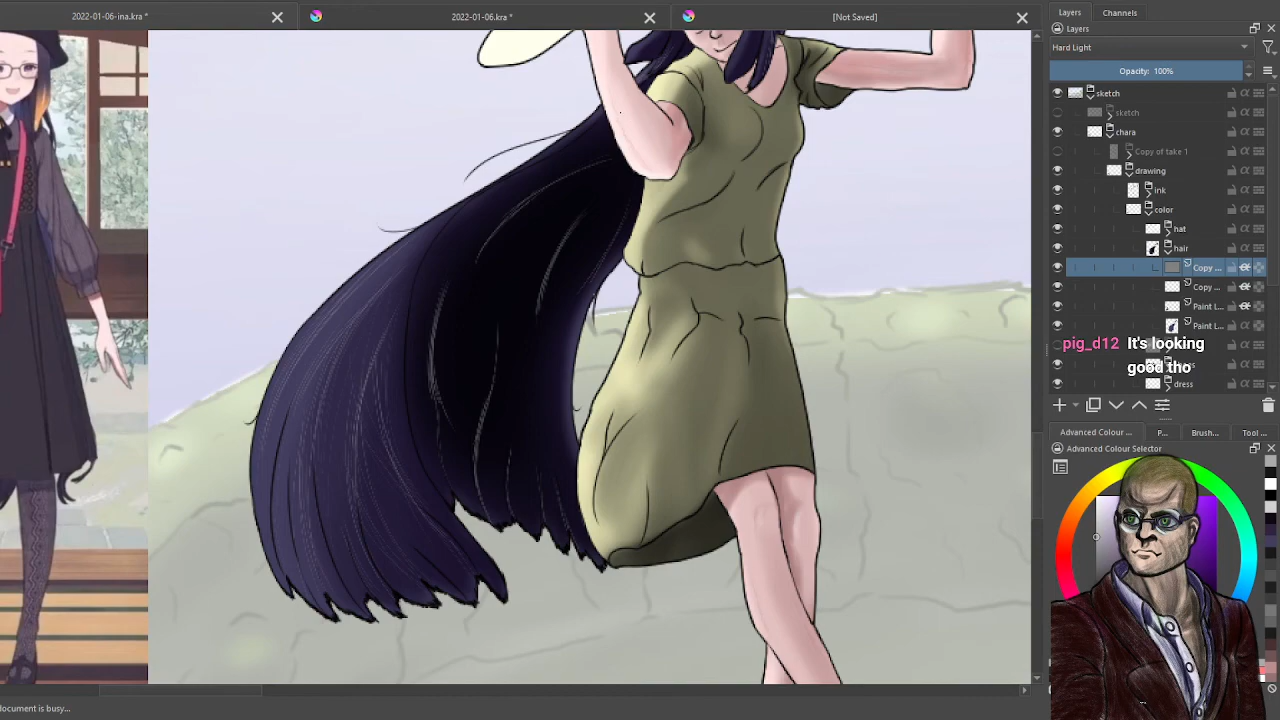 2022-01-06-ina.kra *
2022-01-06.kra *
[Not Saved]
Layers
Channels
Layers
Hard Light
Opacity: 100%
sketch
sketch
chara
Copy of take 1
drawing
ink
color
hat
hair
Copy ...
Copy ...
Paint L...
Paint L...
pig_d12 It's looking
good tho
dress
Advanced Colour ...
P...
Brush...
Tool ...
Advanced Colour Selector
document is busy...